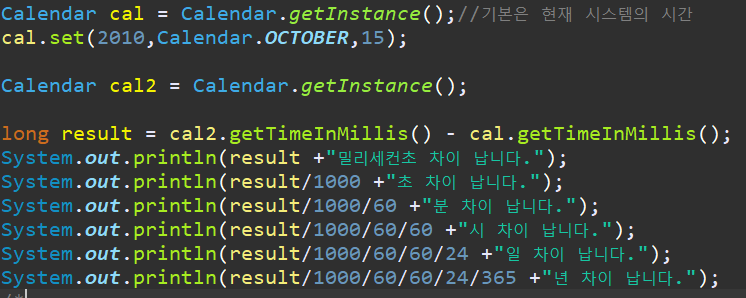 Calendar cal = Calendar.getInstance();//기본은 현재 시스템의 시간
cal.set(2010,Calendar.OCTOBER,15);
Calendar cal2 = Calendar.getInstance();
long result = cal2.getTimeInMillis() - cal.getTimeInMillis();
System.out.println(result +"밀리세컨초 차이 납니다.");
System.out.println(result/1000 +"초 차이 납니다.");
System.out.println(result/1000/60 +"분 차이 납니다.");
System.out.println(result/1000/60/60 +"시 차이 납니다.");
System.out.println(result/1000/60/60/24 +"일 차이 납니다.");
System.out.println(result/1000/60/60/24/365 +"년 차이 납니다.");